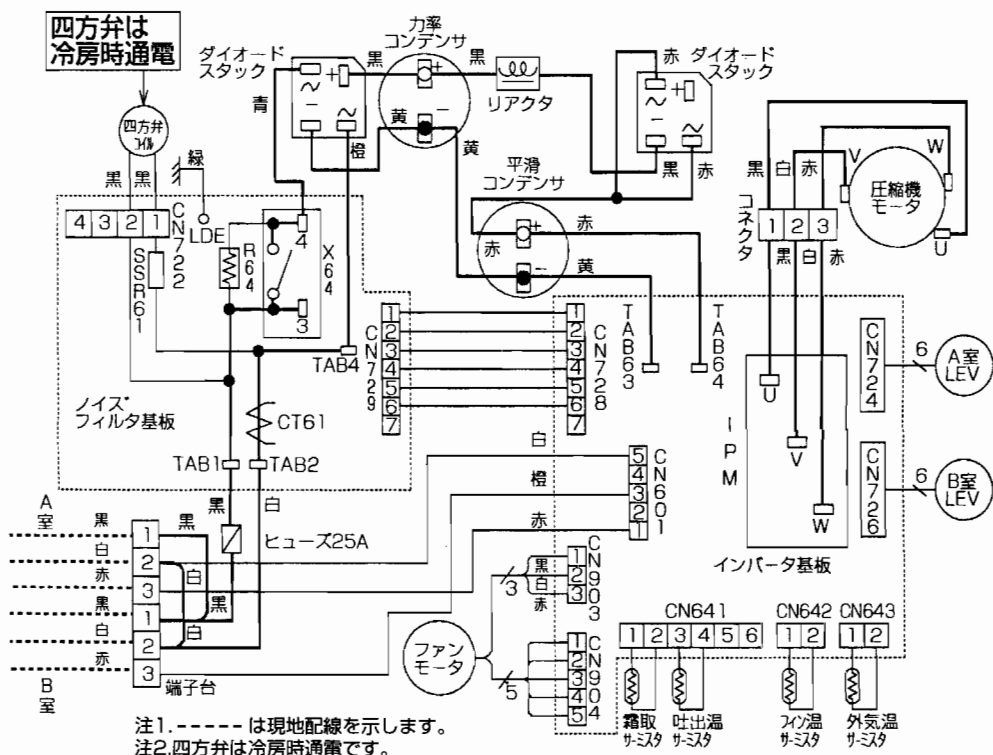 四方弁は
冷房時通電
四方弁
コイル
黒 黒
緑
LDE
4 3 2 1
CN722
SSR61
R64
X64
4
3
TAB4
ノイズ
フィルタ基板
CT61
TAB1
TAB2
黒
白
ヒューズ25A
ダイオード
スタック
青
+
~
-
~
橙
黒
力率
コンデンサ
+
-
黒
黄
黄
リアクタ
赤
ダイオード
スタック
~
+
-
~
黒
赤
平滑
コンデンサ
赤
+
-
赤
黄
CN729
1
2
3
4
5
6
7
CN728
1
2
3
4
5
6
7
TAB63
TAB64
コネクタ
1 2 3
黒 白 赤
黒 白 赤
V
W
U
圧縮機
モータ
IPM
U
V
W
インバータ基板
CN724
6
A室
LEV
CN726
6
B室
LEV
白
橙
赤
CN601
5
4
3
2
1
A室
黒
白
赤
黒
白
赤
B室
1
2
3
1
2
3
端子台
黒
白
黒
白
ファン
モータ
3
黒
白
赤
CN903
1
2
3
5
CN904
1
2
3
4
5
CN641
1 2 3 4 5 6
CN642
1 2
CN643
1 2
霜取
サーミスタ
吐出温
サーミスタ
フィン温
サーミスタ
外気温
サーミスタ
注1.-----は現地配線を示します。
注2.四方弁は冷房時通電です。